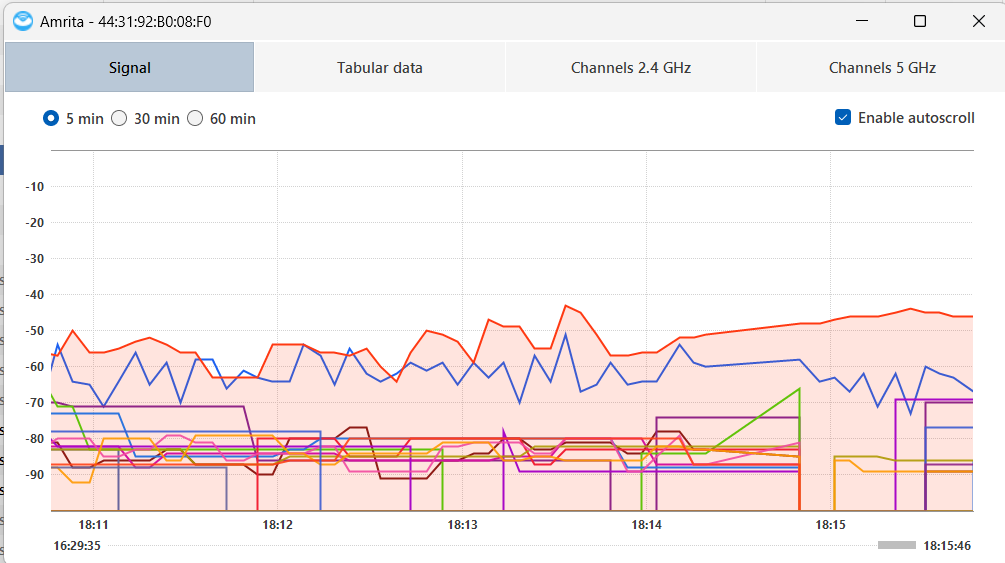 Amrita - 44:31:92:B0:08:F0
Signal Tabular data Channels 2.4 GHz Channels 5 GHz
5 min 30 min 60 min Enable autoscroll
-10
-20
-30
-40
-50
-60
-70
-80
-90
18:11 18:12 18:13 18:14 18:15
16:29:35 18:15:46